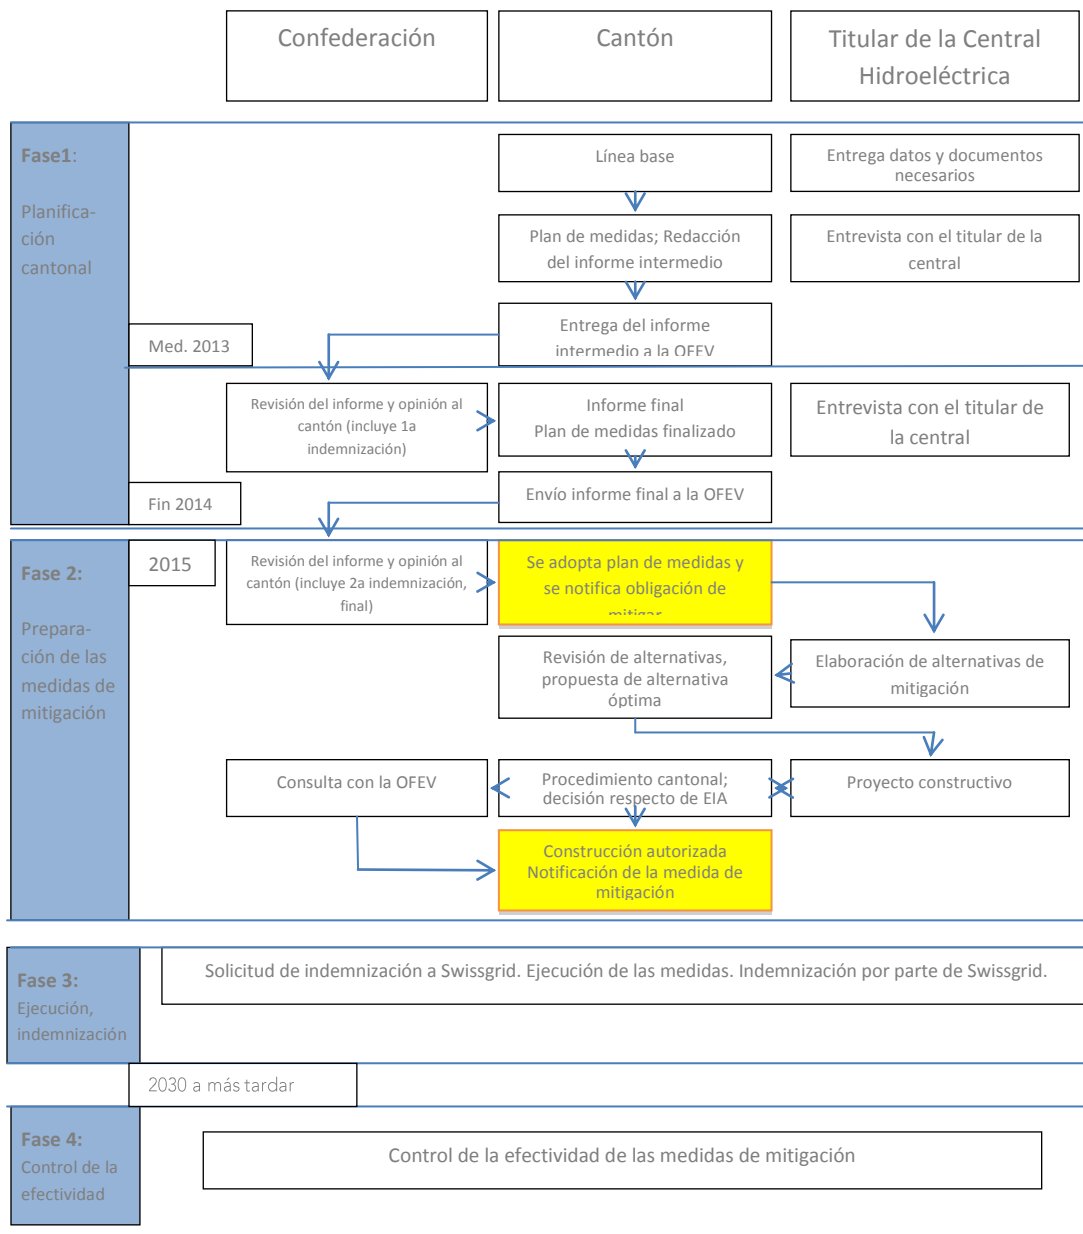 Confederación
Cantón
Titular de la Central
Hidroeléctrica
Fase1:
Planifica-
ción
cantonal
Línea base
Entrega datos y documentos
necesarios
Plan de medidas; Redacción
del informe intermedio
Entrevista con el titular de la
central
Med. 2013
Entrega del informe
intermedio a la OFEV
Revisión del informe y opinión al
cantón (incluye 1a
indemnización)
Informe final
Plan de medidas finalizado
Entrevista con el titular de
la central
Fin 2014
Envío informe final a la OFEV
Fase 2:
Prepara-
ción de las
medidas de
mitigación
2015
Revisión del informe y opinión al
cantón (incluye 2a indemnización,
final)
Se adopta plan de medidas y
se notifica obligación de
mitigar
Revisión de alternativas,
propuesta de alternativa
óptima
Elaboración de alternativas de
mitigación
Consulta con la OFEV
Procedimiento cantonal;
decisión respecto de EIA
Proyecto constructivo
Construcción autorizada
Notificación de la medida de
mitigación
Fase 3:
Ejecución,
indemnización
Solicitud de indemnización a Swissgrid. Ejecución de las medidas. Indemnización por parte de Swissgrid.
2030 a más tardar
Fase 4:
Control de la
efectividad
Control de la efectividad de las medidas de mitigación